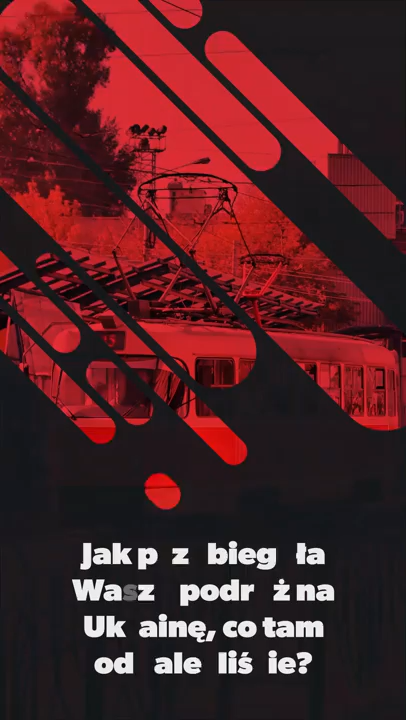 Jak p z bieg ła
Wasz podr ż na
Uk ainę, co tam
od ale liś ie?